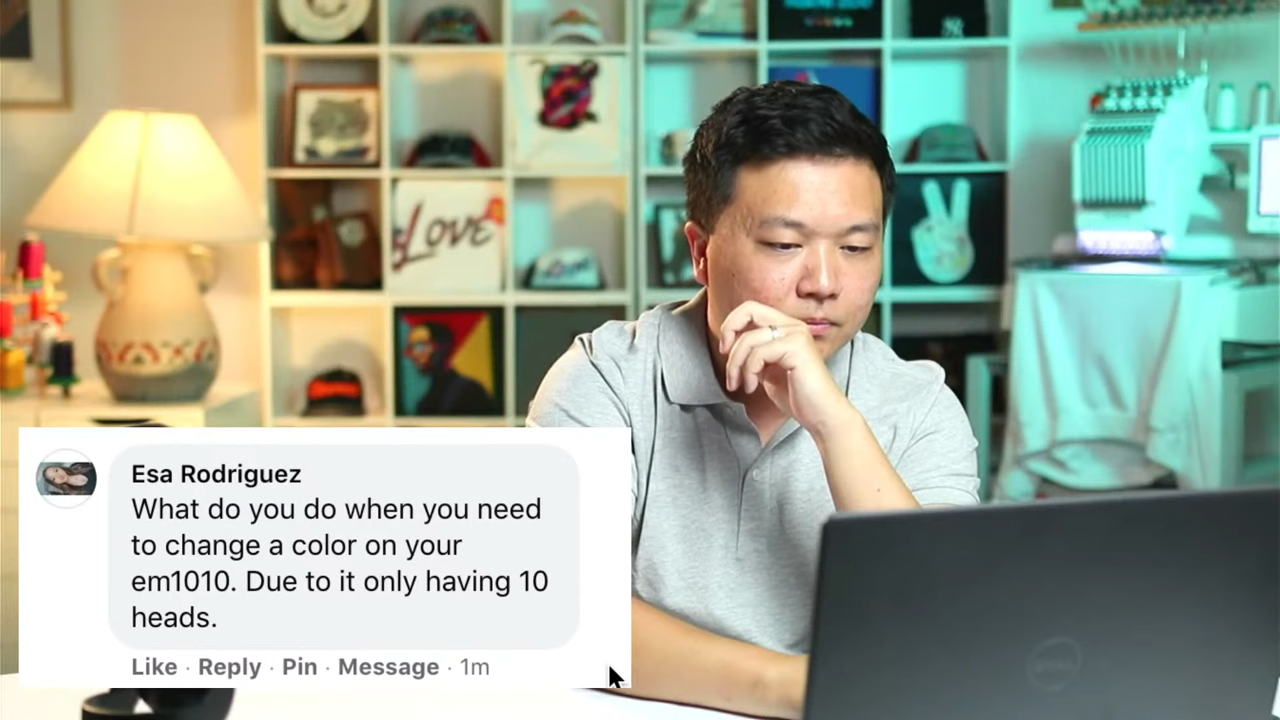 LOVE
Esa Rodriguez
What do you do when you need
to change a color on your
em1010. Due to it only having 10
heads.
Like · Reply · Pin · Message · 1m